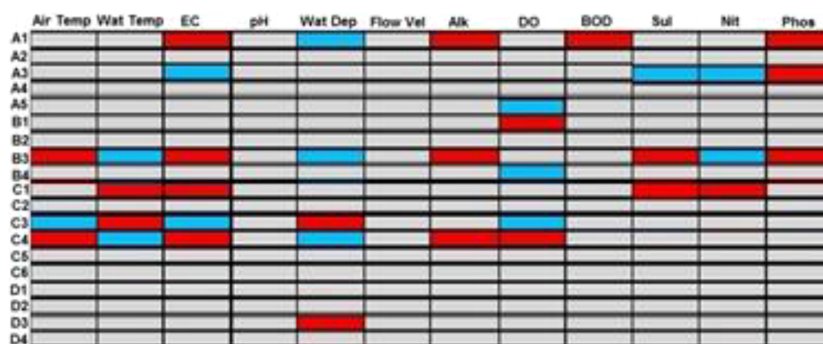 Air Temp Wat Temp EC pH Wat Dep Flow Vel Alk DO BOD Sul Nit Phos
A1
A2
A3
A4
A5
B1
B2
B3
B4
C1
C2
C3
C4
C5
C6
D1
D2
D3
D4